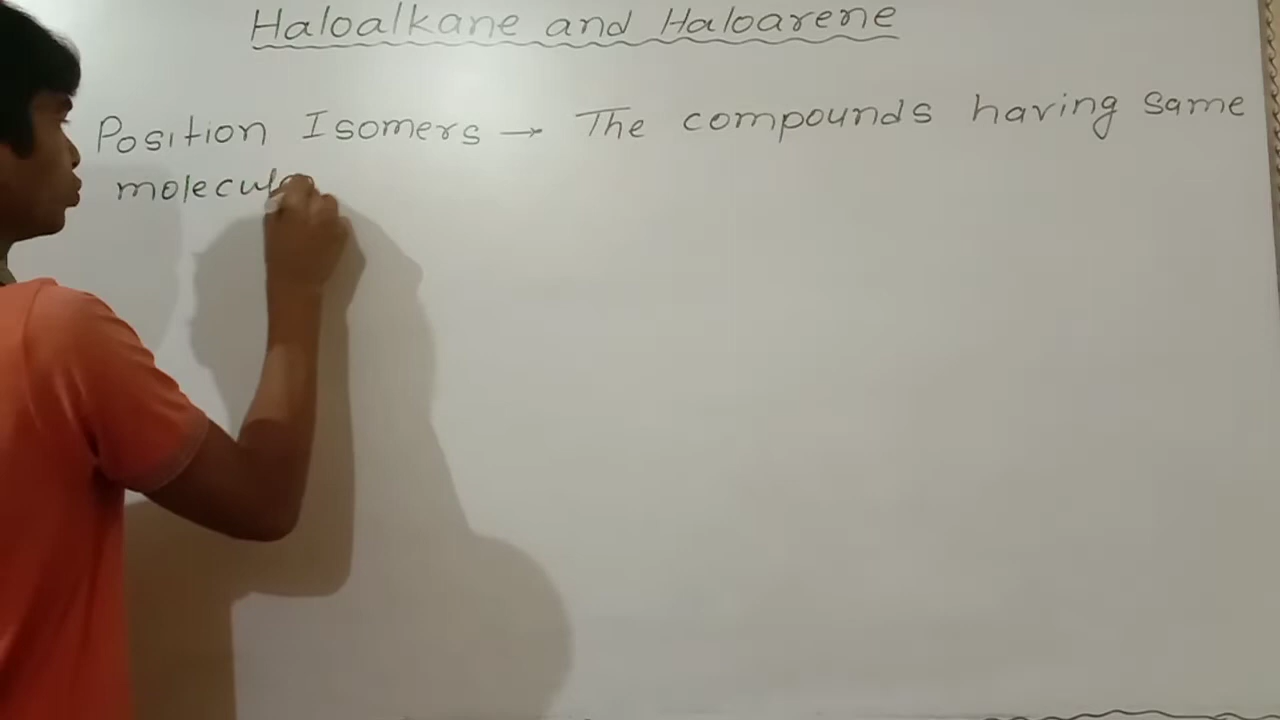 Haloalkane and Haloarene
Position Isomers → The compounds having same
molecul